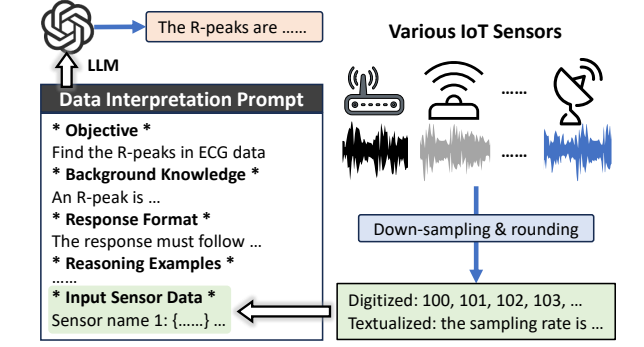 The R-peaks are ......
LLM
Data Interpretation Prompt
* Objective *
Find the R-peaks in ECG data
* Background Knowledge *
An R-peak is ...
* Response Format *
The response must follow ...
* Reasoning Examples *
......
* Input Sensor Data *
Sensor name 1: {......} ...
Various IoT Sensors
......
......
Down-sampling & rounding
Digitized: 100, 101, 102, 103, ...
Textualized: the sampling rate is ...